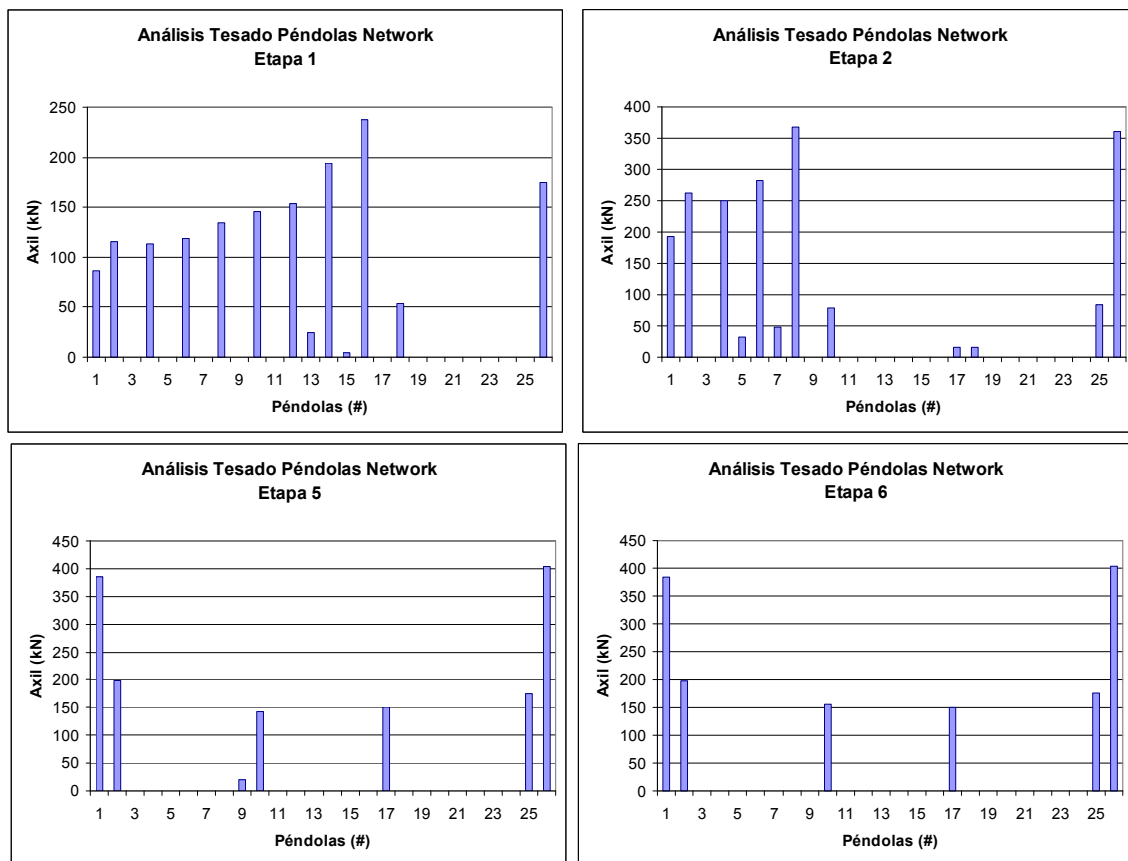 Análisis Tesado Péndolas Network
Etapa 1
250
200
150
100
50
0
Axil (kN)
1 3 5 7 9 11 13 15 17 19 21 23 25
Péndolas (#)
Análisis Tesado Péndolas Network
Etapa 2
400
350
300
250
200
150
100
50
0
Axil (kN)
1 3 5 7 9 11 13 15 17 19 21 23 25
Péndolas (#)
Análisis Tesado Péndolas Network
Etapa 5
450
400
350
300
250
200
150
100
50
0
Axil (kN)
1 3 5 7 9 11 13 15 17 19 21 23 25
Péndolas (#)
Análisis Tesado Péndolas Network
Etapa 6
450
400
350
300
250
200
150
100
50
0
Axil (kN)
1 3 5 7 9 11 13 15 17 19 21 23 25
Péndolas (#)